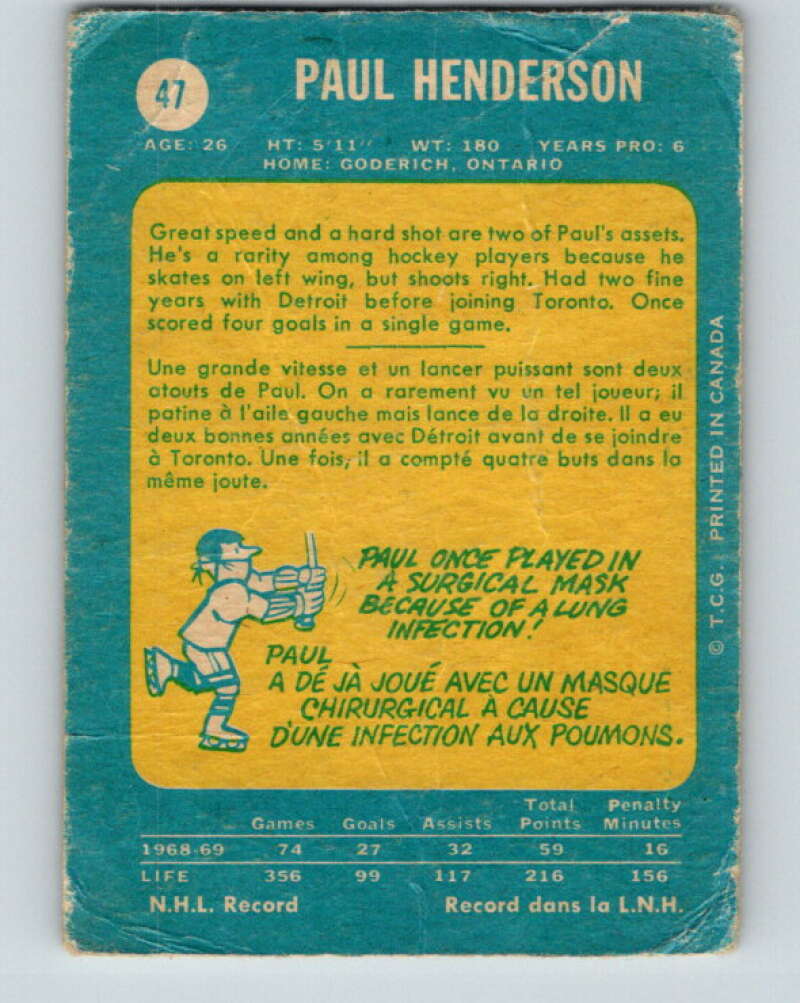 47
PAUL HENDERSON
AGE: 26 HT: 5'11" WT: 180 YEARS PRO: 6
HOME: GODERICH, ONTARIO
Great speed and a hard shot are two of Paul's assets.
He's a rarity among hockey players because he
skates on left wing, but shoots right. Had two fine
years with Detroit before joining Toronto. Once
scored four goals in a single game.
Une grande vitesse et un lancer puissant sont deux
atouts de Paul. On a rarement vu un tel joueur; il
patine à l'aile gauche mais lance de la droite. Il a eu
deux bonnes années avec Détroit avant de se joindre
à Toronto. Une fois, il a compté quatre buts dans la
même joute.
PAUL ONCE PLAYED IN
A SURGICAL MASK
BECAUSE OF A LUNG
INFECTION!
PAUL
A DÉ JÀ JOUÉ AVEC UN MASQUE
CHIRURGICAL À CAUSE
D'UNE INFECTION AUX POUMONS.
© T.C.G. PRINTED IN CANADA
Total Penalty
Games Goals Assists Points Minutes
1968-69 74 27 32 59 16
LIFE 356 99 117 216 156
N.H.L. Record Record dans la L.N.H.